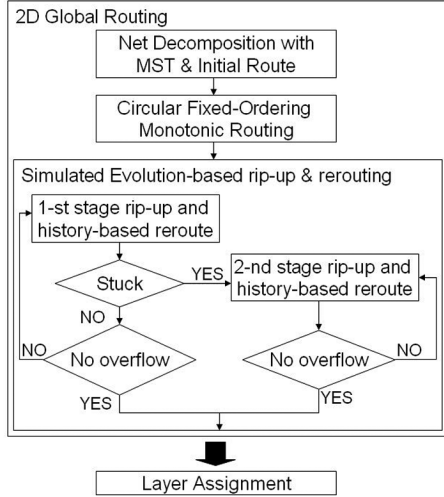 2D Global Routing
Net Decomposition with
MST & Initial Route
Circular Fixed-Ordering
Monotonic Routing
Simulated Evolution-based rip-up & rerouting
1-st stage rip-up and
history-based reroute
Stuck
YES
2-nd stage rip-up and
history-based reroute
NO
NO
No overflow
No overflow
NO
YES
YES
Layer Assignment